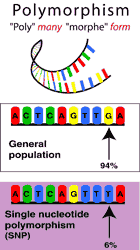 Polymorphism
"Poly" many "morphe" form
A C T C A G T T G A
General
population
94%
A C T C A G T T T A
Single nucleotide
polymorphism
(SNP)
6%